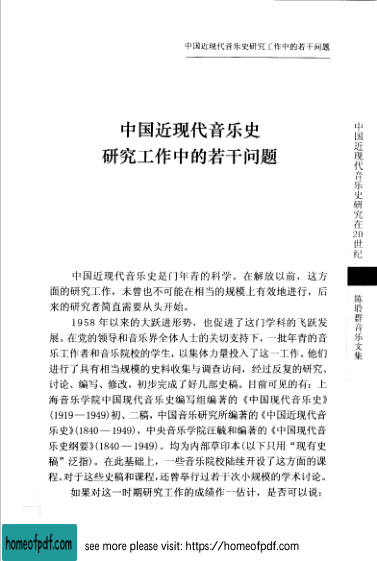 中国近现代音乐史研究工作中的若干问题
中国近现代音乐史
研究工作中的若干问题
中国近现代音乐史是门年青的科学。在解放以前，这方
面的研究工作，未曾也不可能在相当的规模上有效地进行，后
来的研究者简直需要从头开始。
1958 年以来的大跃进形势，也促进了这门学科的飞跃发
展。在党的领导和音乐界全体人士的关切支持下，一批年青的音
乐工作者和音乐院校的学生，以集体力量投入了这一工作。他们
进行了具有相当规模的史料收集与调查访问，经过反复的研究、
讨论、编写、修改，初步完成了好几部史稿。目前可见的有：上
海音乐学院中国现代音乐史编写组编著的《中国现代音乐史》
(1919—1949)初、二稿，中国音乐研究所编著的《中国近现代音
乐史》(1840—1949)，中央音乐学院汪毓和编著的《中国现代音
乐史纲要》(1840—1949)。均为内部草印本(以下只用“现有史
稿”泛指)。在此基础上，一些音乐院校陆续开设了这方面的课
程，对于这些史稿和课程，还曾举行过若干次小规模的学术讨论。
如果对这一时期研究工作的成绩作一估计，是否可以说：
中国近现代音乐史研究在20世纪
陈聆群音乐文集
homeofpdf.com
see more please visit: https://homeofpdf.com